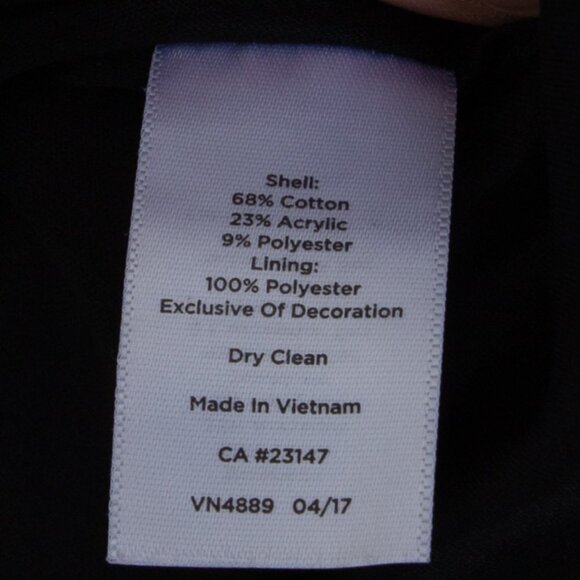 Shell:
68% Cotton
23% Acrylic
9% Polyester
Lining:
100% Polyester
Exclusive Of Decoration
Dry Clean
Made In Vietnam
CA #23147
VN4889 04/17